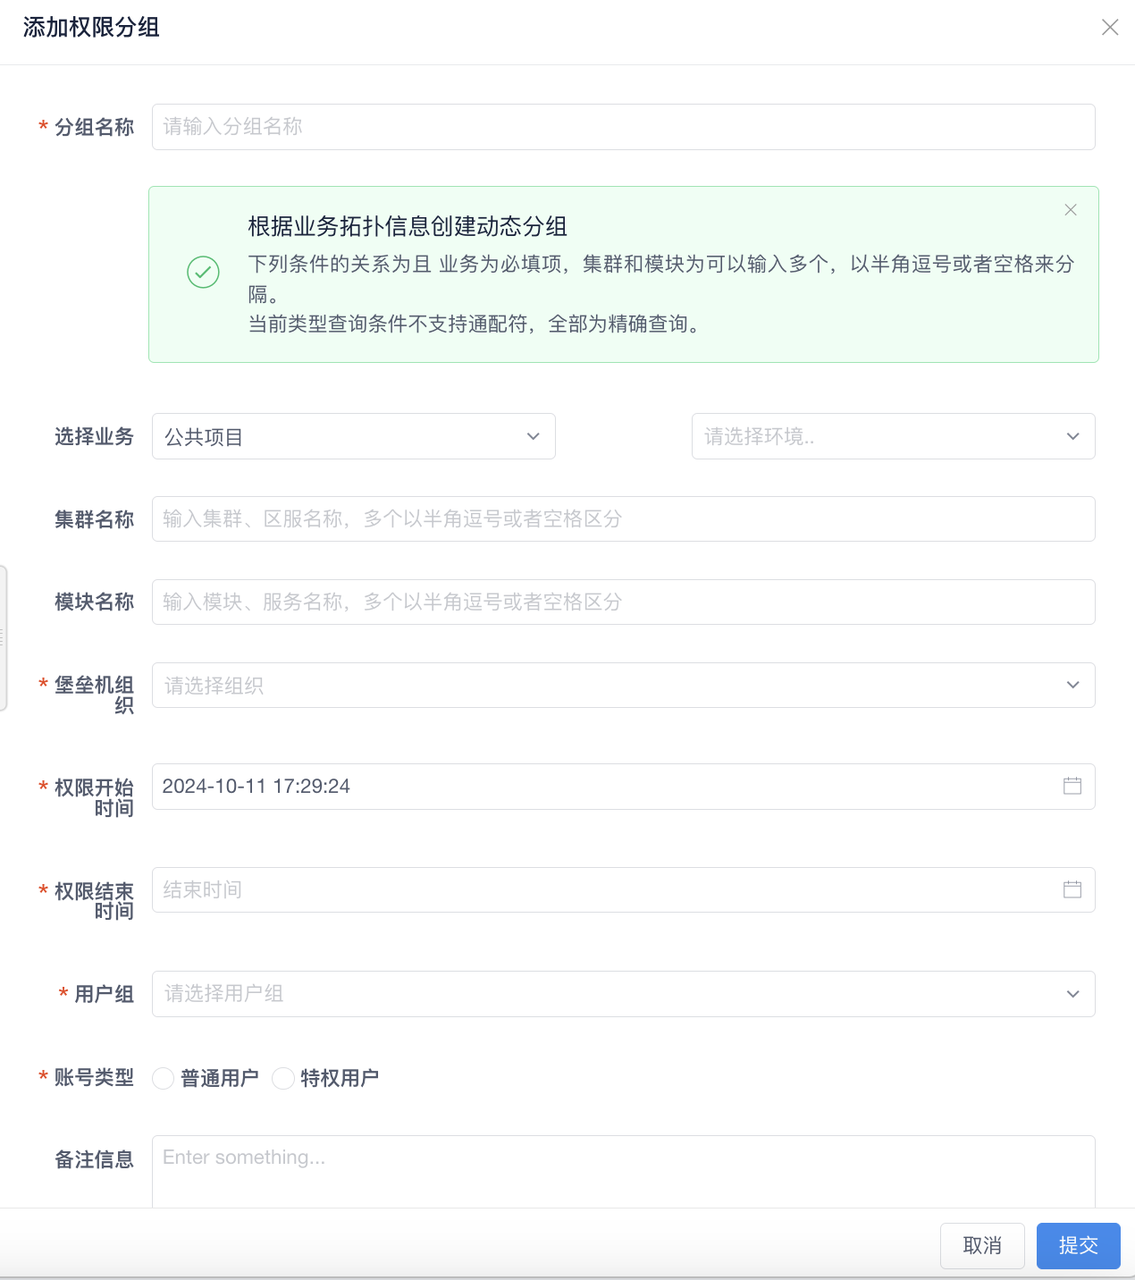 添加权限分组
* 分组名称 请输入分组名称
根据业务拓扑信息创建动态分组
下列条件的关系为且 业务为必填项，集群和模块为可以输入多个，以半角逗号或者空格来分
隔。
当前类型查询条件不支持通配符，全部为精确查询。
选择业务 公共项目 请选择环境..
集群名称 输入集群、区服名称，多个以半角逗号或者空格区分
模块名称 输入模块、服务名称，多个以半角逗号或者空格区分
* 堡垒机组 请选择组织
织
* 权限开始 2024-10-11 17:29:24
时间
* 权限结束 结束时间
时间
* 用户组 请选择用户组
* 账号类型 普通用户 特权用户
备注信息 Enter something...
取消 提交